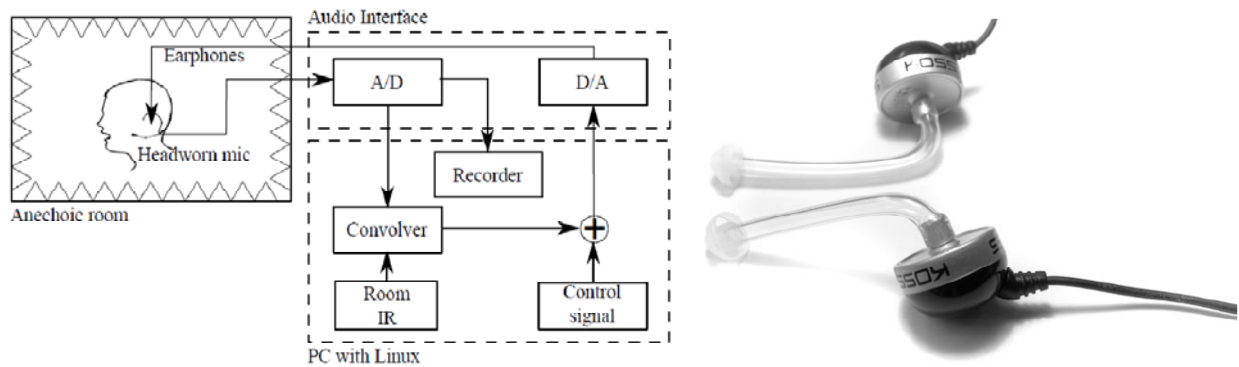 Audio Interface
Earphones
A/D
D/A
Headworn mic
Recorder
Anechoic room
Convolver
+
Room
IR
Control
signal
PC with Linux
KOSS
KOSS